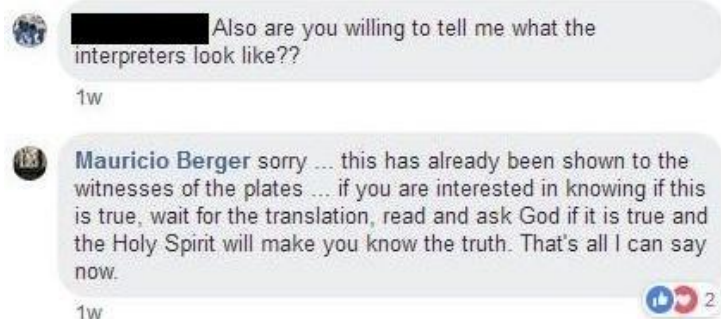 Also are you willing to tell me what the
interpreters look like??
1w
Mauricio Berger sorry ... this has already been shown to the
witnesses of the plates ... if you are interested in knowing if this
is true, wait for the translation, read and ask God if it is true and
the Holy Spirit will make you know the truth. That's all I can say
now.
2
1w